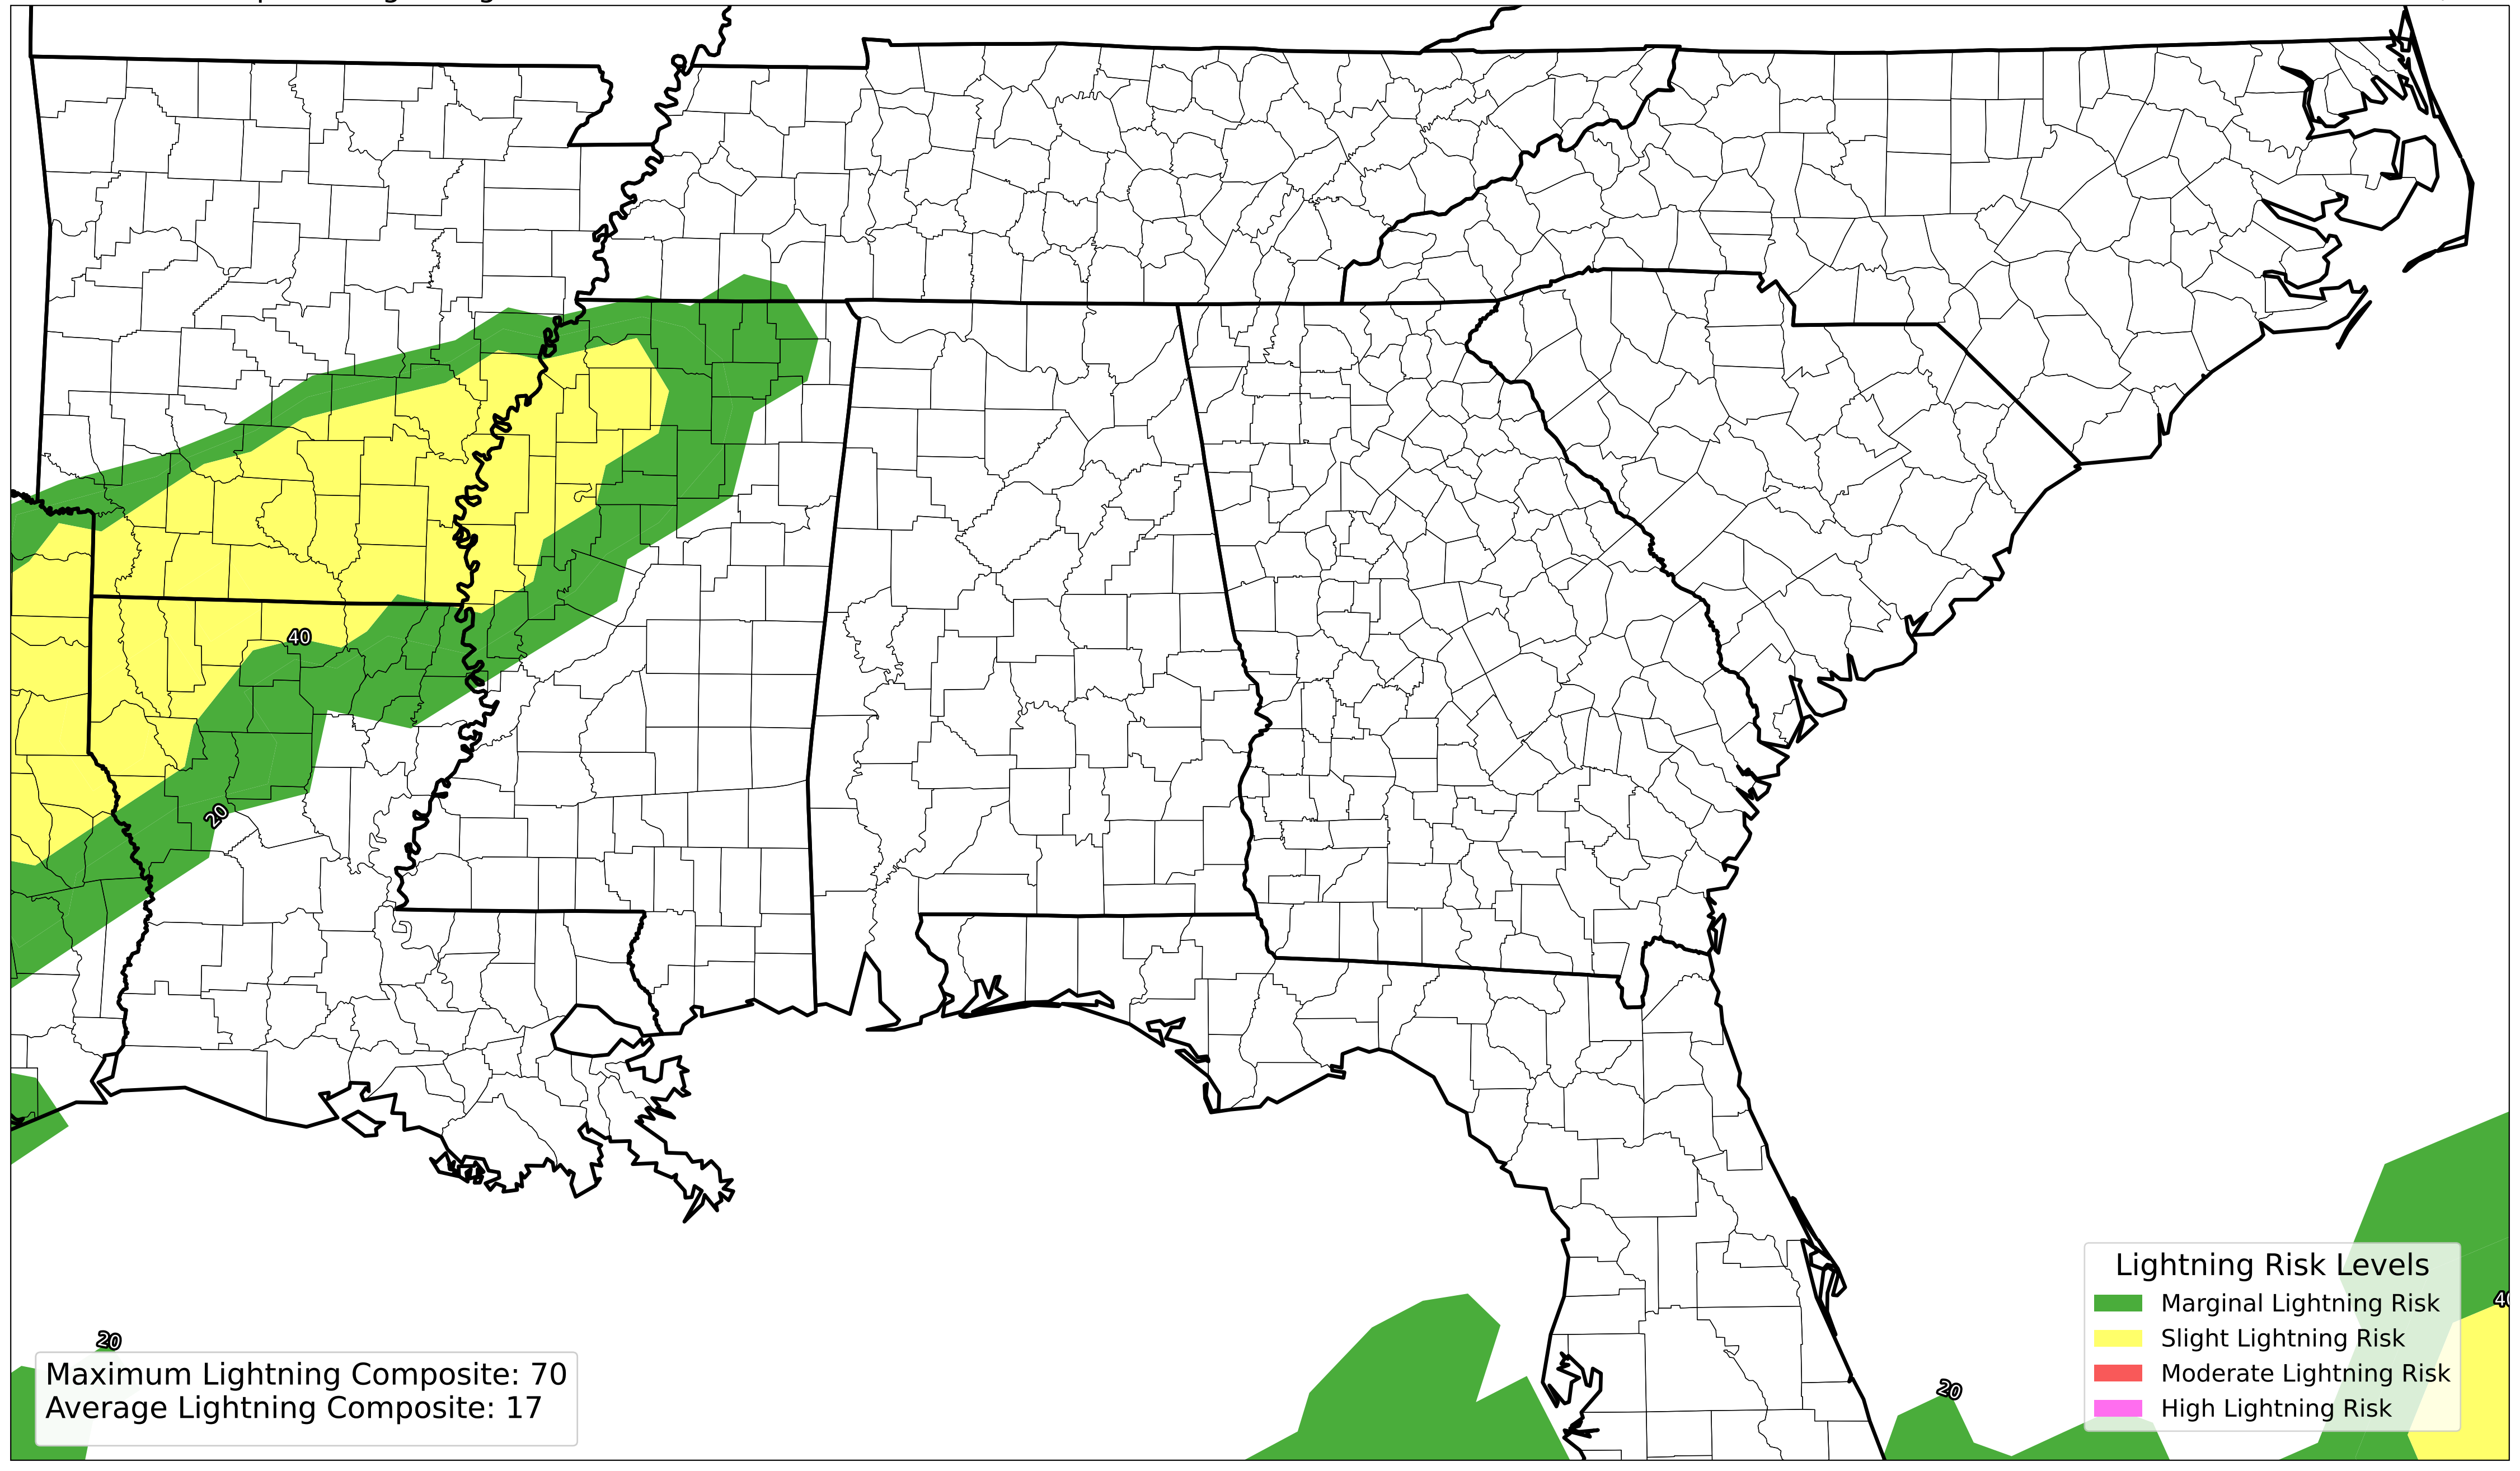 40
20
20
20
Lightning Risk Levels
Marginal Lightning Risk
Slight Lightning Risk
Moderate Lightning Risk
High Lightning Risk
Maximum Lightning Composite: 70
Average Lightning Composite: 17